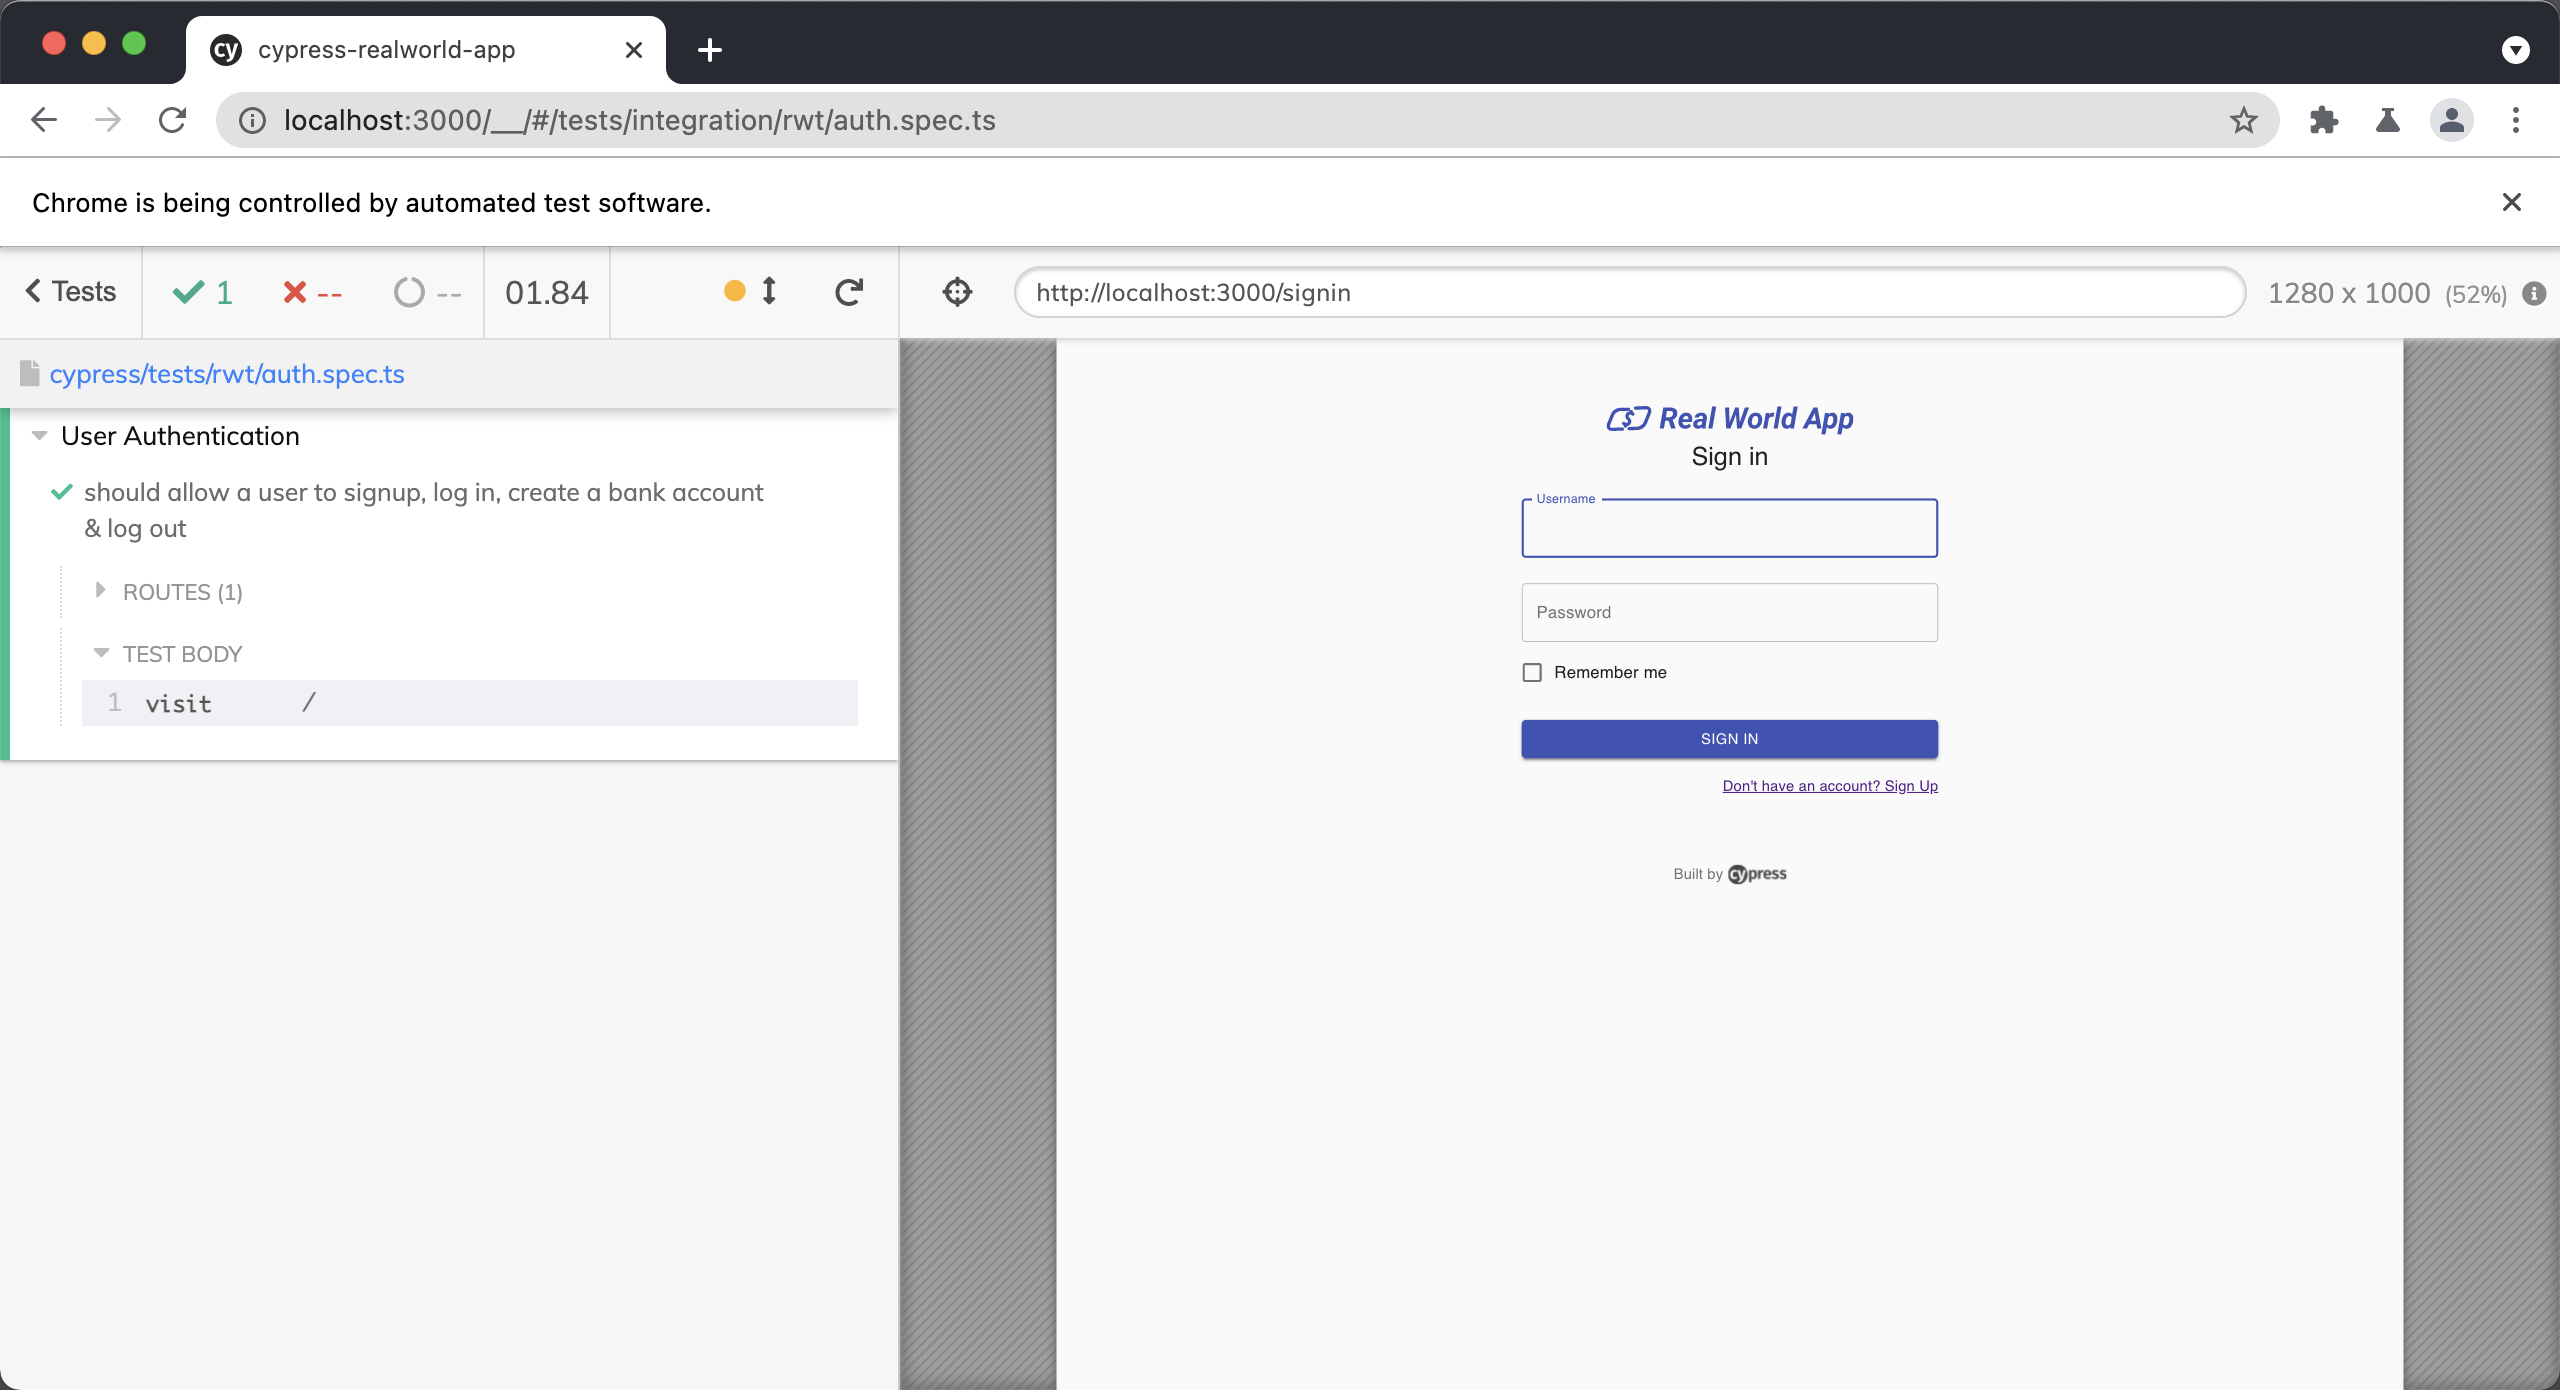 cy cypress-realworld-app
localhost:3000/__/#/tests/integration/rwt/auth.spec.ts
Chrome is being controlled by automated test software.
Tests 1 -- -- 01.84
http://localhost:3000/signin 1280 x 1000 (52%)
cypress/tests/rwt/auth.spec.ts
User Authentication
should allow a user to signup, log in, create a bank account
& log out
ROUTES (1)
TEST BODY
1 visit /
Real World App
Sign in
Username
Password
Remember me
SIGN IN
Don't have an account? Sign Up
Built by cypress